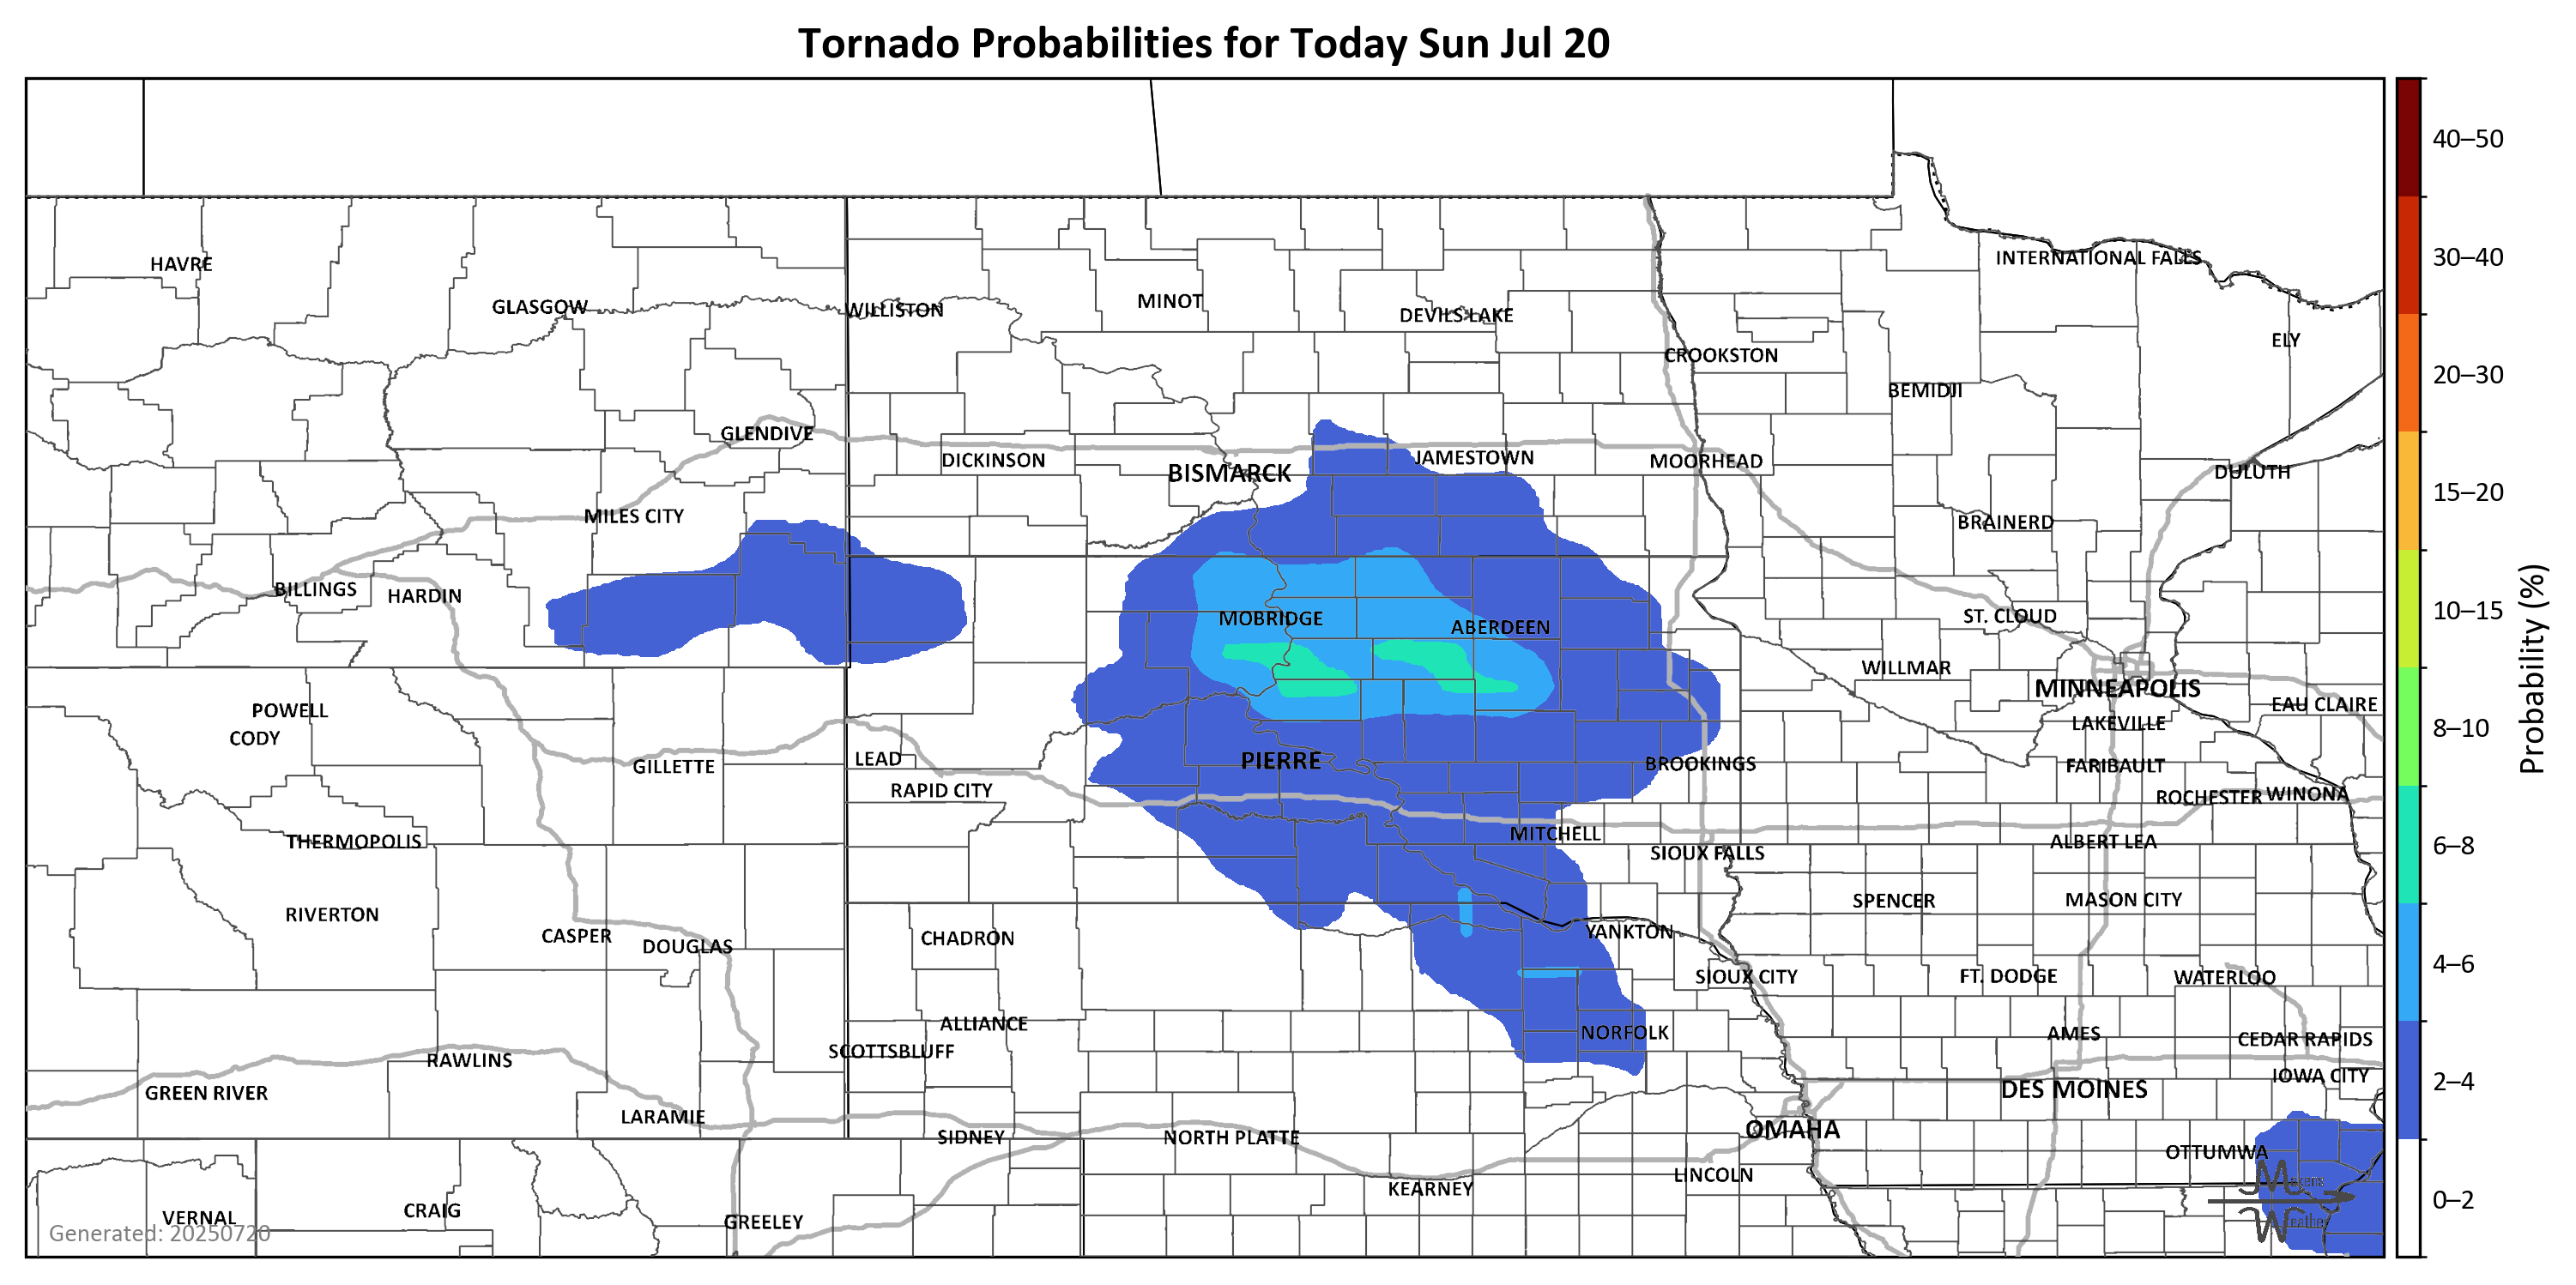 Tornado Probabilities for Today Sun Jul 20
40–50
HAVRE
INTERNATIONAL FALLS
30–40
GLASGOW
WILLISTON
MINOT
DEVILS LAKE
ELY
CROOKSTON
20–30
BEMIDJI
GLENDIVE
DICKINSON
JAMESTOWN
MOORHEAD
BISMARCK
DULUTH
15–20
MILES CITY
BRAINERD
BILLINGS
HARDIN
10–15
MOBRIDGE
ABERDEEN
ST. CLOUD
WILLMAR
MINNEAPOLIS
EAU CLAIRE
POWELL
LAKEVILLE
8–10
Probability (%)
CODY
GILLETTE
LEAD
PIERRE
BROOKINGS
FARIBAULT
RAPID CITY
ROCHESTER
WINONA
THERMOPOLIS
MITCHELL
ALBERT LEA
6–8
SIOUX FALLS
SPENCER
MASON CITY
RIVERTON
CASPER
DOUGLAS
CHADRON
YANKTON
4–6
SIOUX CITY
FT. DODGE
WATERLOO
ALLIANCE
NORFOLK
AMES
CEDAR RAPIDS
SCOTTSBLUFF
RAWLINS
IOWA CITY
2–4
GREEN RIVER
DES MOINES
LARAMIE
SIDNEY
NORTH PLATTE
OMAHA
OTTUMWA
LINCOLN
KEARNEY
0–2
VERNAL
CRAIG
GREELEY
Generated: 20250720